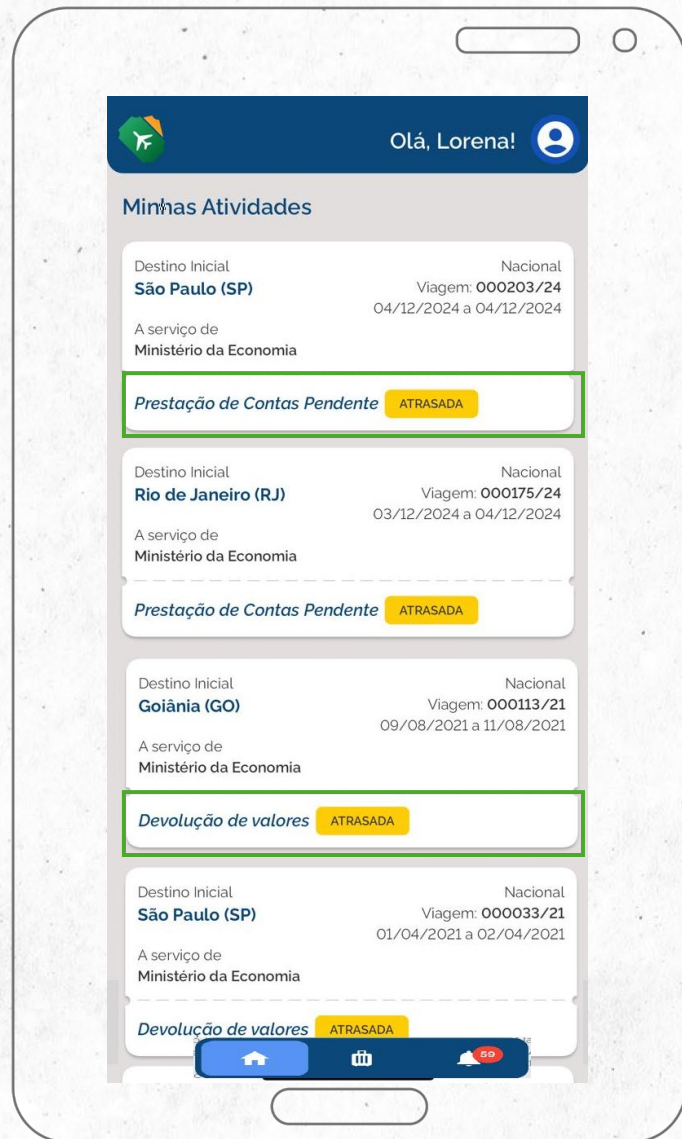 Olá, Lorena!
Minhas Atividades
Destino Inicial Nacional
São Paulo (SP) Viagem: 000203/24
04/12/2024 a 04/12/2024
A serviço de
Ministério da Economia
Prestação de Contas Pendente ATRASADA
Destino Inicial Nacional
Rio de Janeiro (RJ) Viagem: 000175/24
03/12/2024 a 04/12/2024
A serviço de
Ministério da Economia
Prestação de Contas Pendente ATRASADA
Destino Inicial Nacional
Goiânia (GO) Viagem: 000113/21
09/08/2021 a 11/08/2021
A serviço de
Ministério da Economia
Devolução de valores ATRASADA
Destino Inicial Nacional
São Paulo (SP) Viagem: 000033/21
01/04/2021 a 02/04/2021
A serviço de
Ministério da Economia
Devolução de valores ATRASADA
59